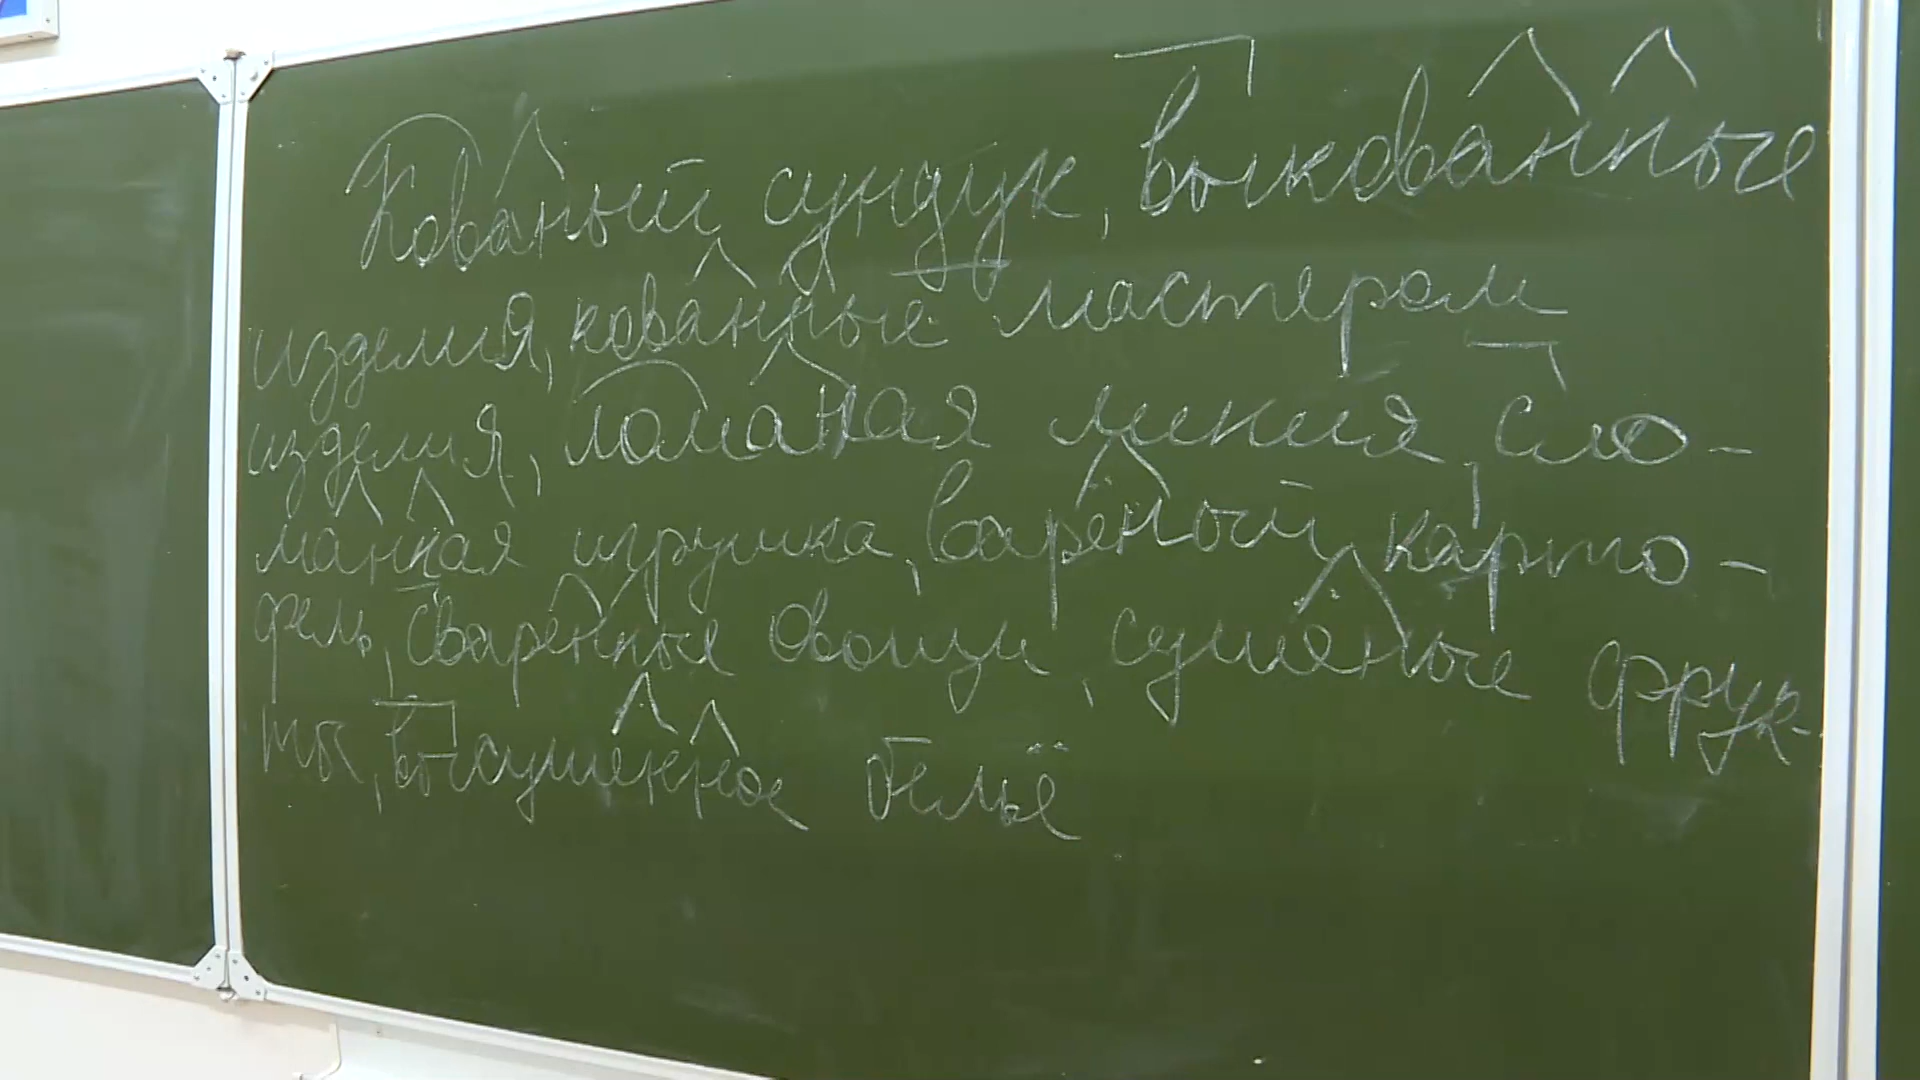 Кованый сундук, выкованные
изделия, кованные мастером
изделия, ломаная линия, сло-
манная игрушка, варёный карто-
фель, сваренные овощи, сушёные фрук-
ты, высушенное бельё